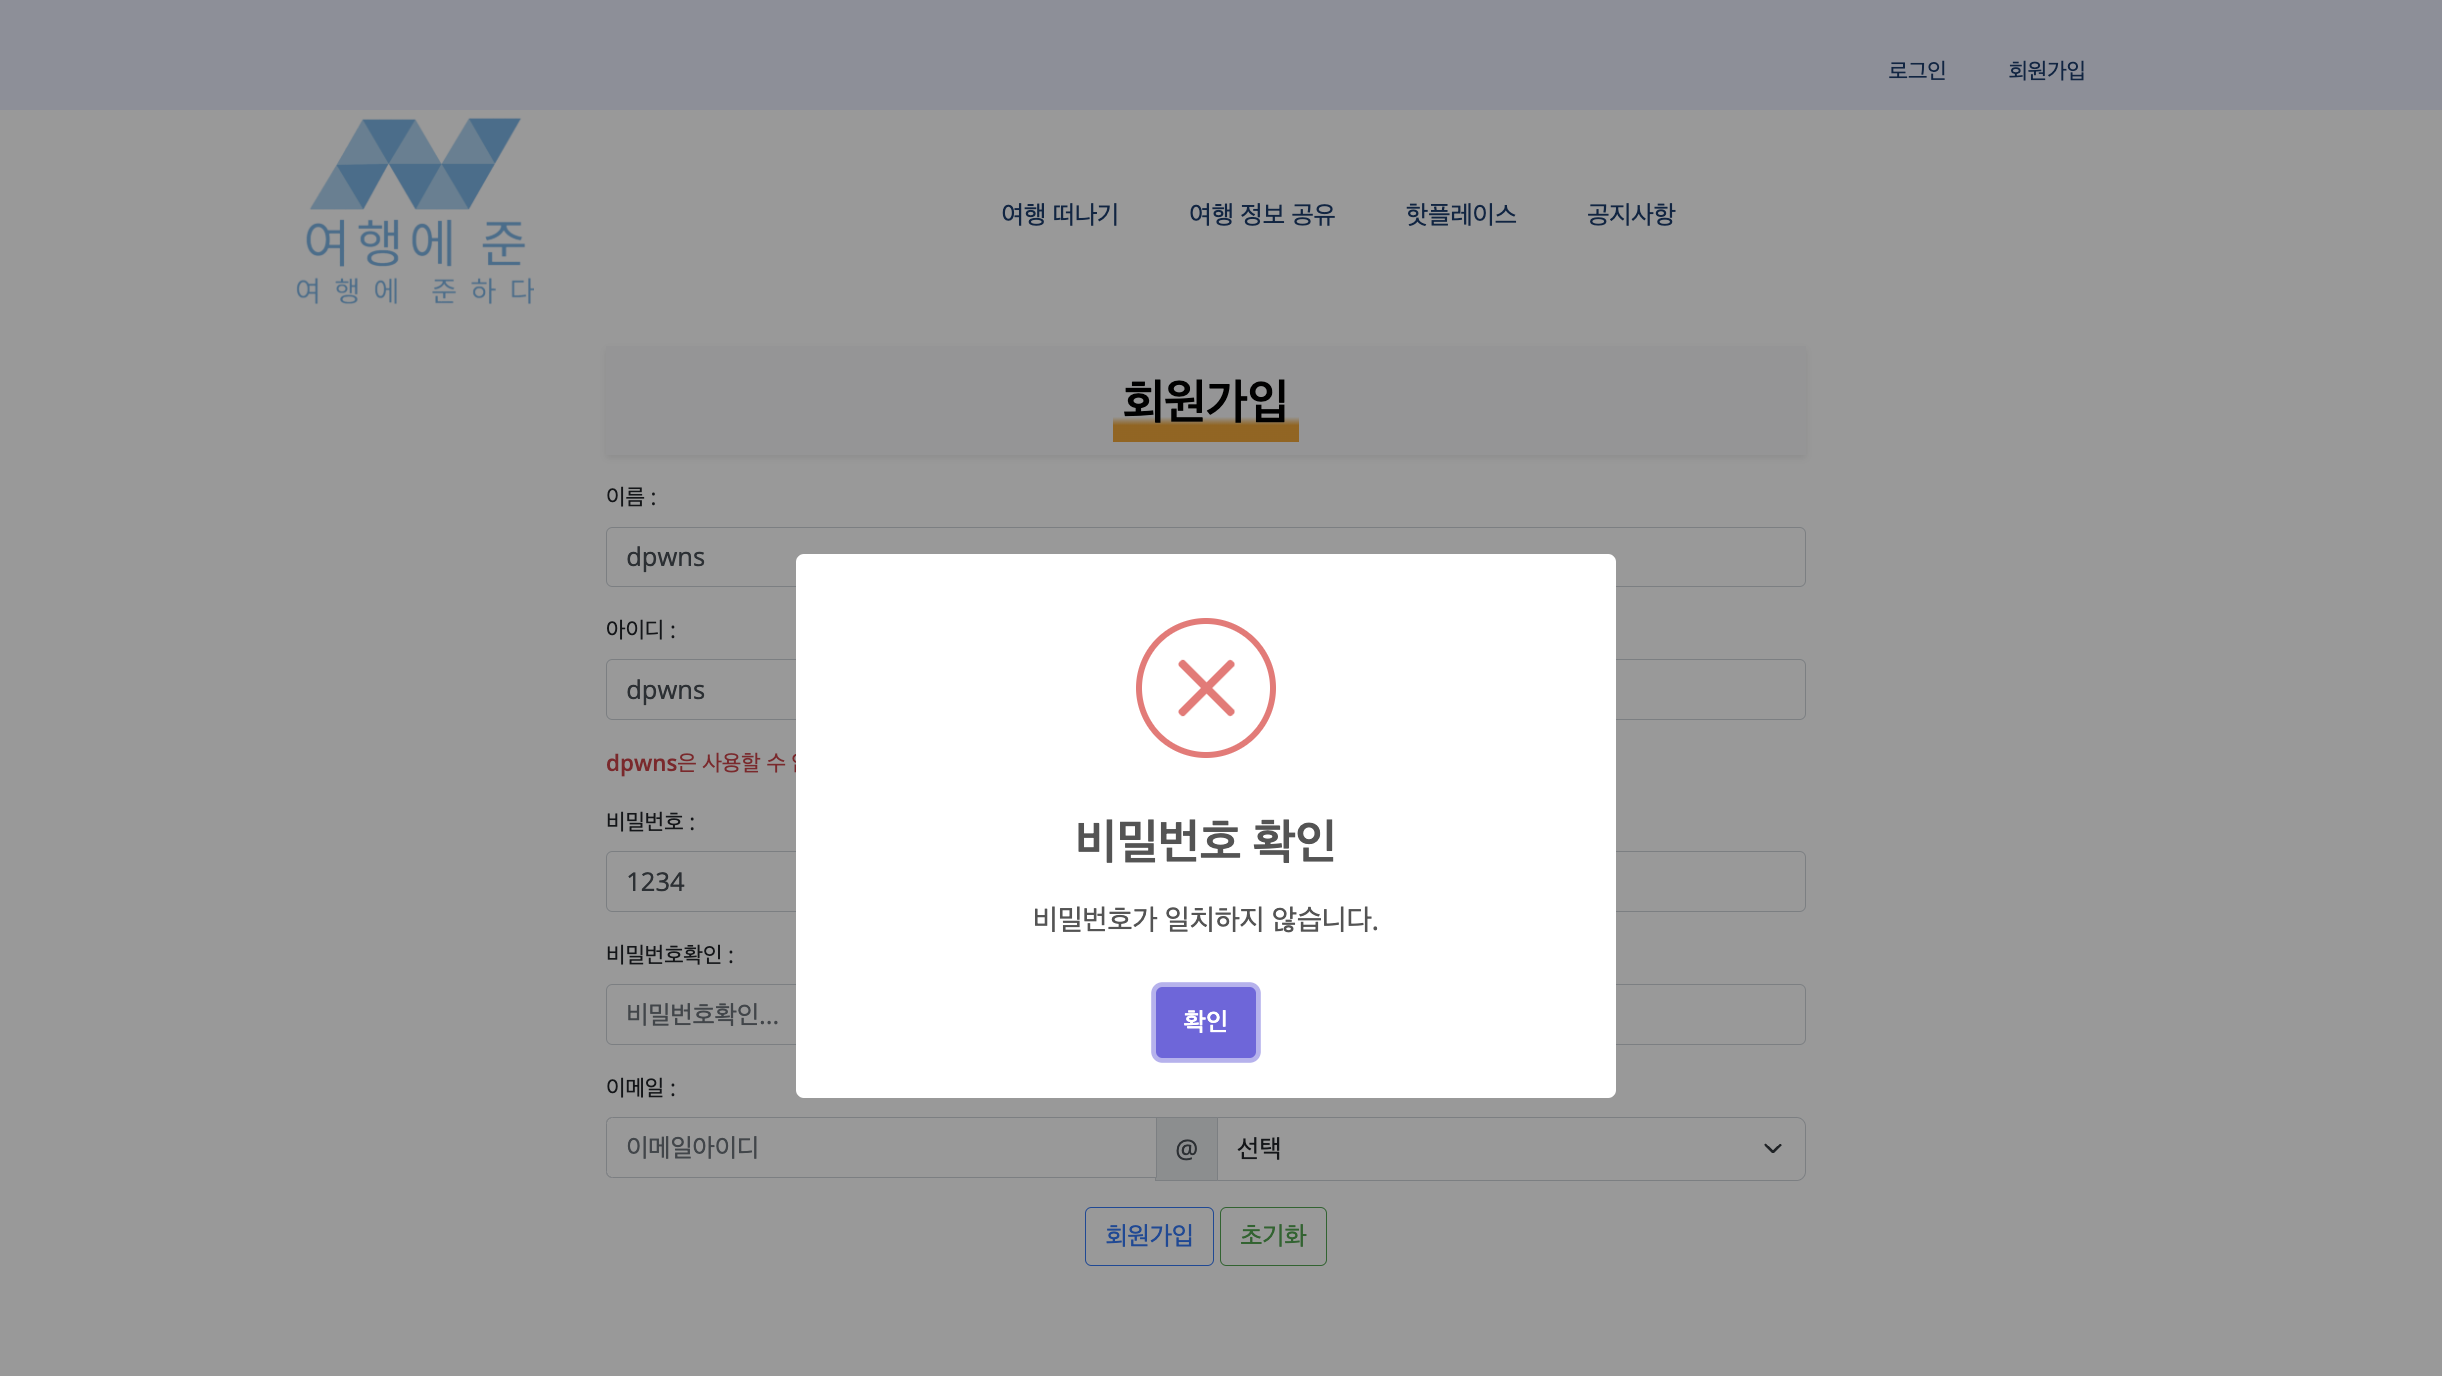 로그인 회원가입
여행에 준
여행에 준하다
여행 떠나기 여행 정보 공유 핫플레이스 공지사항
회원가입
이름 :
dpwns
아이디 :
dpwns
dpwns은 사용할 수
비밀번호 :
1234
비밀번호확인 :
비밀번호확인...
이메일 :
이메일아이디 @ 선택
회원가입 초기화
비밀번호 확인
비밀번호가 일치하지 않습니다.
확인